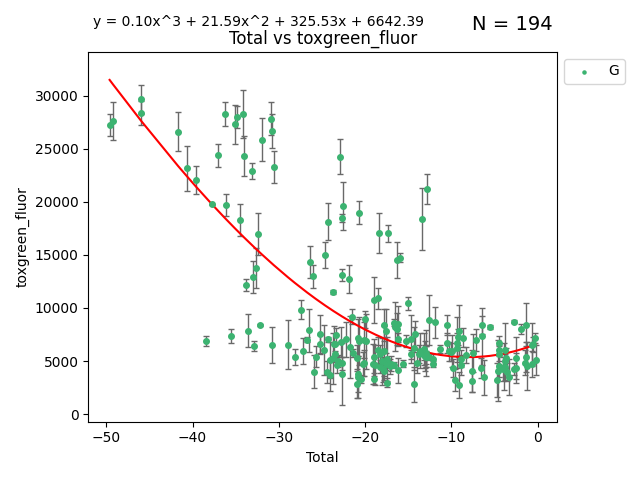 y = 0.10x^3 + 21.59x^2 + 325.53x + 6642.39
N = 194
Total vs toxgreen_fluor
G
30000
25000
20000
15000
10000
5000
0
toxgreen_fluor
−50 −40 −30 −20 −10 0
Total